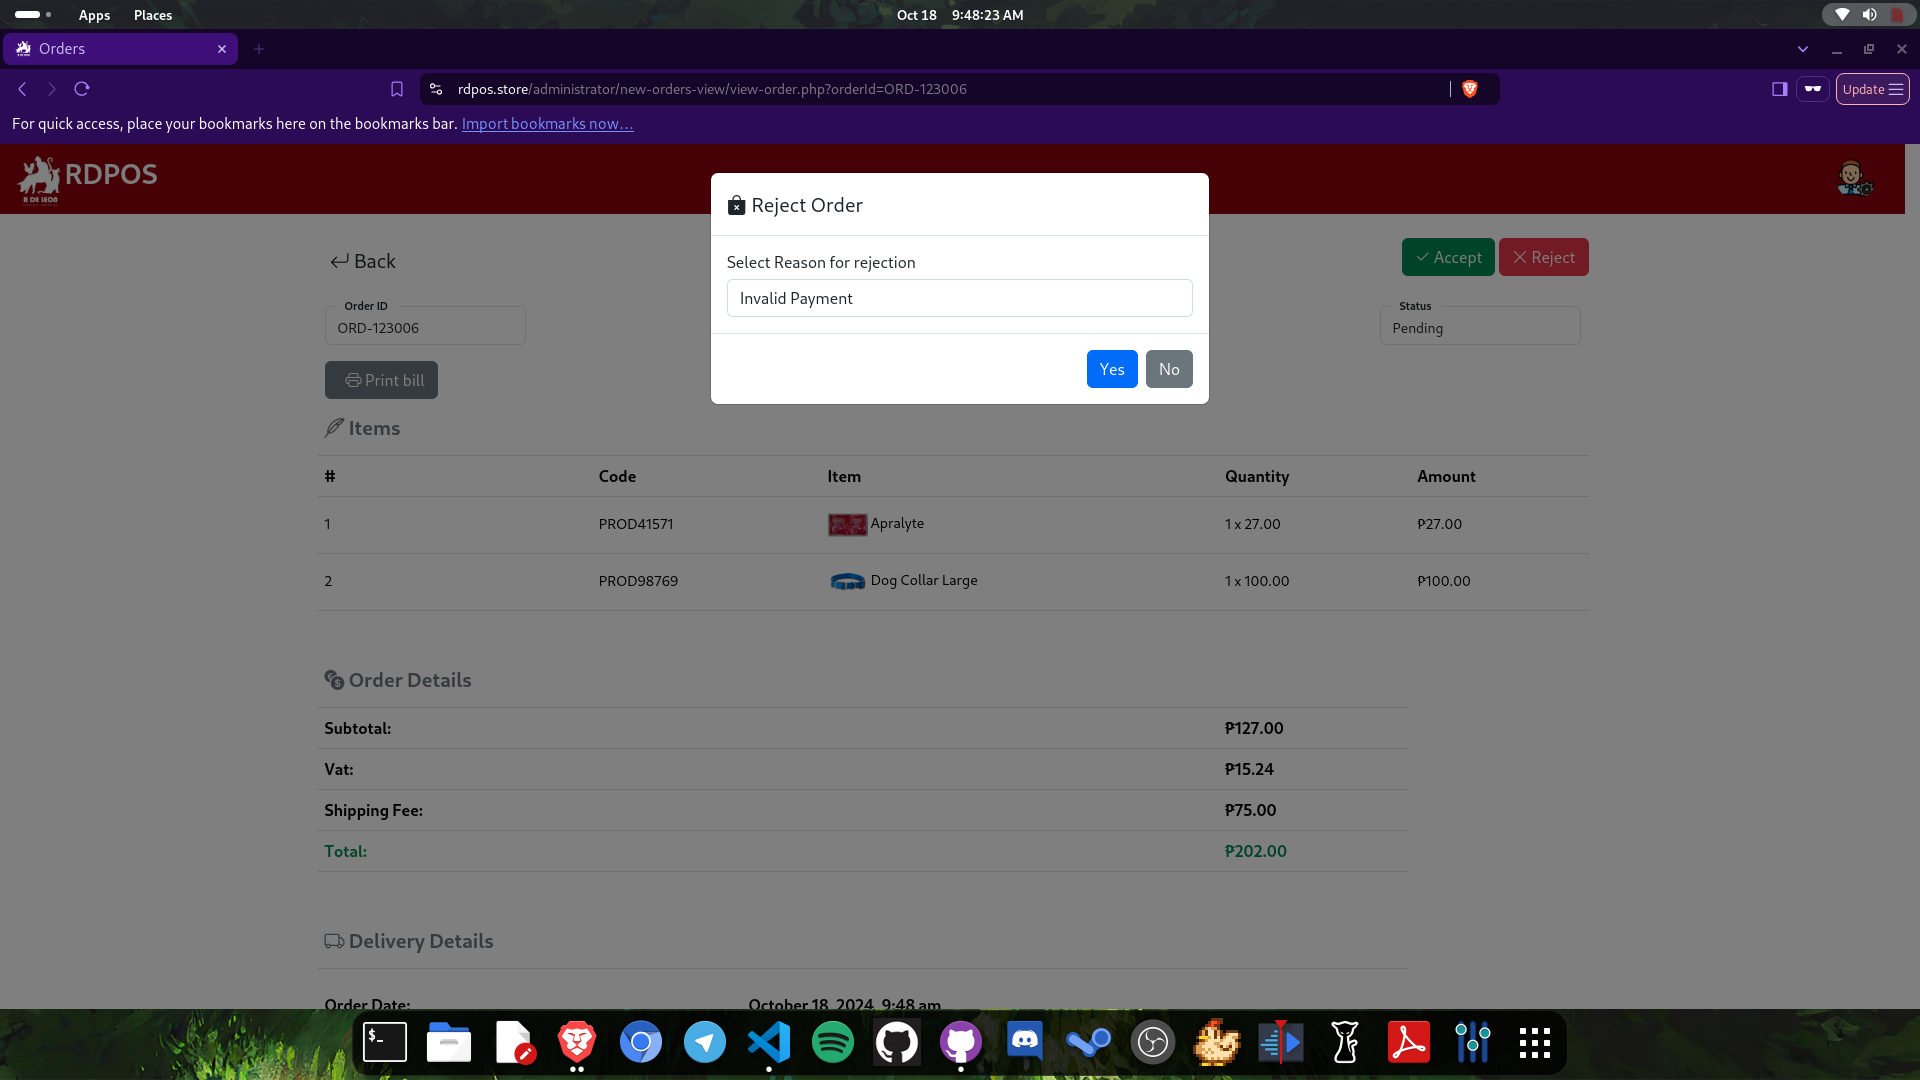 Apps Places Oct 18 9:48:23 AM
Orders
rdpos.store/administrator/new-orders-view/view-order.php?orderId=ORD-123006 Update
For quick access, place your bookmarks here on the bookmarks bar. Import bookmarks now...
RDPOS
R DE LEON
Reject Order
Select Reason for rejection
Invalid Payment
Yes No
Back Accept Reject
Order ID Status
ORD-123006 Pending
Print bill
Items
# Code Item Quantity Amount
1 PROD41571 Apralyte 1 x 27.00 ₱27.00
2 PROD98769 Dog Collar Large 1 x 100.00 ₱100.00
Order Details
Subtotal: ₱127.00
Vat: ₱15.24
Shipping Fee: ₱75.00
Total: ₱202.00
Delivery Details
Order Date: October 18, 2024, 9:48 am
$_